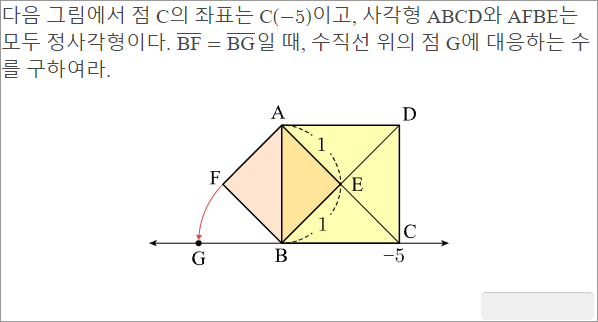 다음 그림에서 점 C의 좌표는 C(−5)이고, 사각형 ABCD와 AFBE는
모두 정사각형이다. B̅F̅ = B̅G̅일 때, 수직선 위의 점 G에 대응하는 수
를 구하여라.
A
D
1
F
E
1
C
G
B
−5